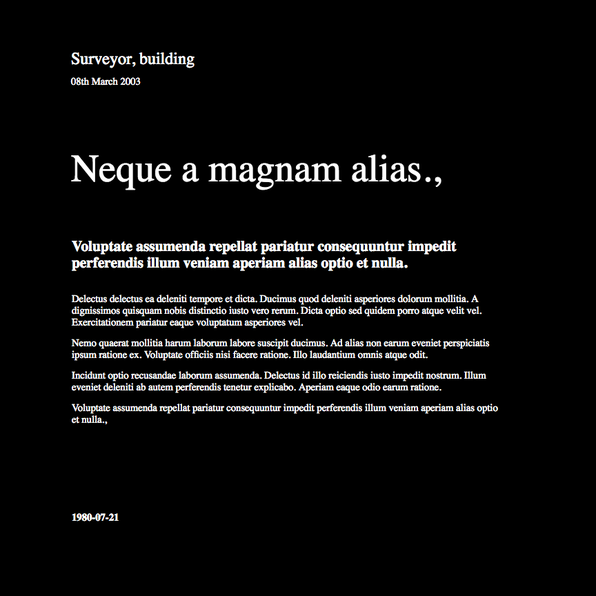 Surveyor, building
08th March 2003
Neque a magnam alias.,
Voluptate assumenda repellat pariatur consequuntur impedit
perferendis illum veniam aperiam alias optio et nulla.
Delectus delectus ea deleniti tempore et dicta. Ducimus quod deleniti asperiores dolorum mollitia. A
dignissimos quisquam nobis distinctio iusto vero rerum. Dicta optio sed quidem porro atque velit vel.
Exercitationem pariatur eaque voluptatum asperiores vel.
Nemo quaerat mollitia harum laborum labore suscipit ducimus. Ad alias non earum eveniet perspiciatis
ipsum ratione ex. Voluptate officiis nisi facere ratione. Illo laudantium omnis atque odit.
Incidunt optio recusandae laborum assumenda. Delectus id illo reiciendis iusto impedit nostrum. Illum
eveniet deleniti ab autem perferendis tenetur explicabo. Aperiam eaque odio earum ratione.
Voluptate assumenda repellat pariatur consequuntur impedit perferendis illum veniam aperiam alias optio
et nulla.,
1980-07-21